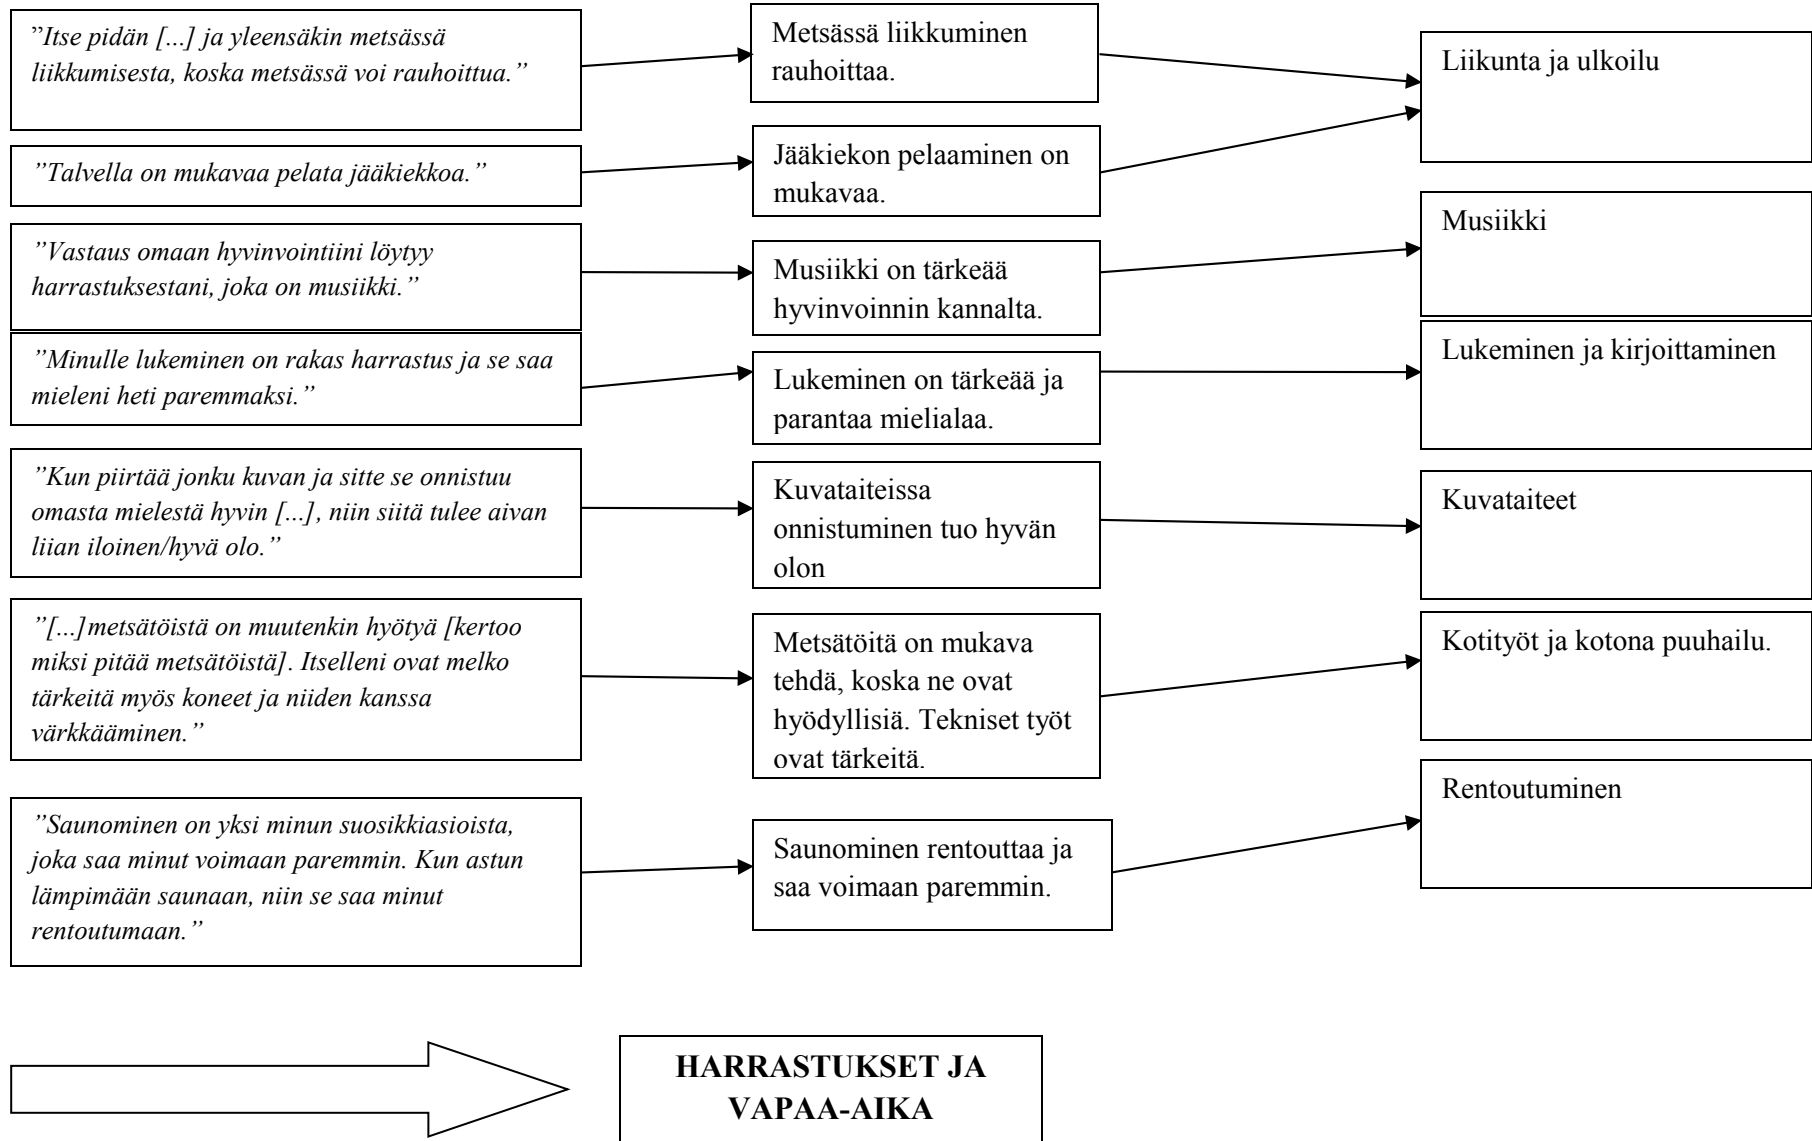 ”Itse pidän [...] ja yleensäkin metsässä
liikkumisesta, koska metsässä voi rauhoittua.”
Metsässä liikkuminen
rauhoittaa.
Liikunta ja ulkoilu
”Talvella on mukavaa pelata jääkiekkoa.”
Jääkiekon pelaaminen on
mukavaa.
”Vastaus omaan hyvinvointiini löytyy
harrastuksestani, joka on musiikki.”
Musiikki on tärkeää
hyvinvoinnin kannalta.
Musiikki
”Minulle lukeminen on rakas harrastus ja se saa
mieleni heti paremmaksi.”
Lukeminen on tärkeää ja
parantaa mielialaa.
Lukeminen ja kirjoittaminen
”Kun piirtää jonku kuvan ja sitte se onnistuu
omasta mielestä hyvin [...], niin siitä tulee aivan
liian iloinen/hyvä olo.”
Kuvataiteissa
onnistuminen tuo hyvän
olon
Kuvataiteet
”[...]metsätöistä on muutenkin hyötyä [kertoo
miksi pitää metsätöistä]. Itselleni ovat melko
tärkeitä myös koneet ja niiden kanssa
värkkääminen.”
Metsätöitä on mukava
tehdä, koska ne ovat
hyödyllisiä. Tekniset työt
ovat tärkeitä.
Kotityöt ja kotona puuhailu.
”Saunominen on yksi minun suosikkiasioista,
joka saa minut voimaan paremmin. Kun astun
lämpimään saunaan, niin se saa minut
rentoutumaan.”
Saunominen rentouttaa ja
saa voimaan paremmin.
Rentoutuminen
HARRASTUKSET JA
VAPAA-AIKA